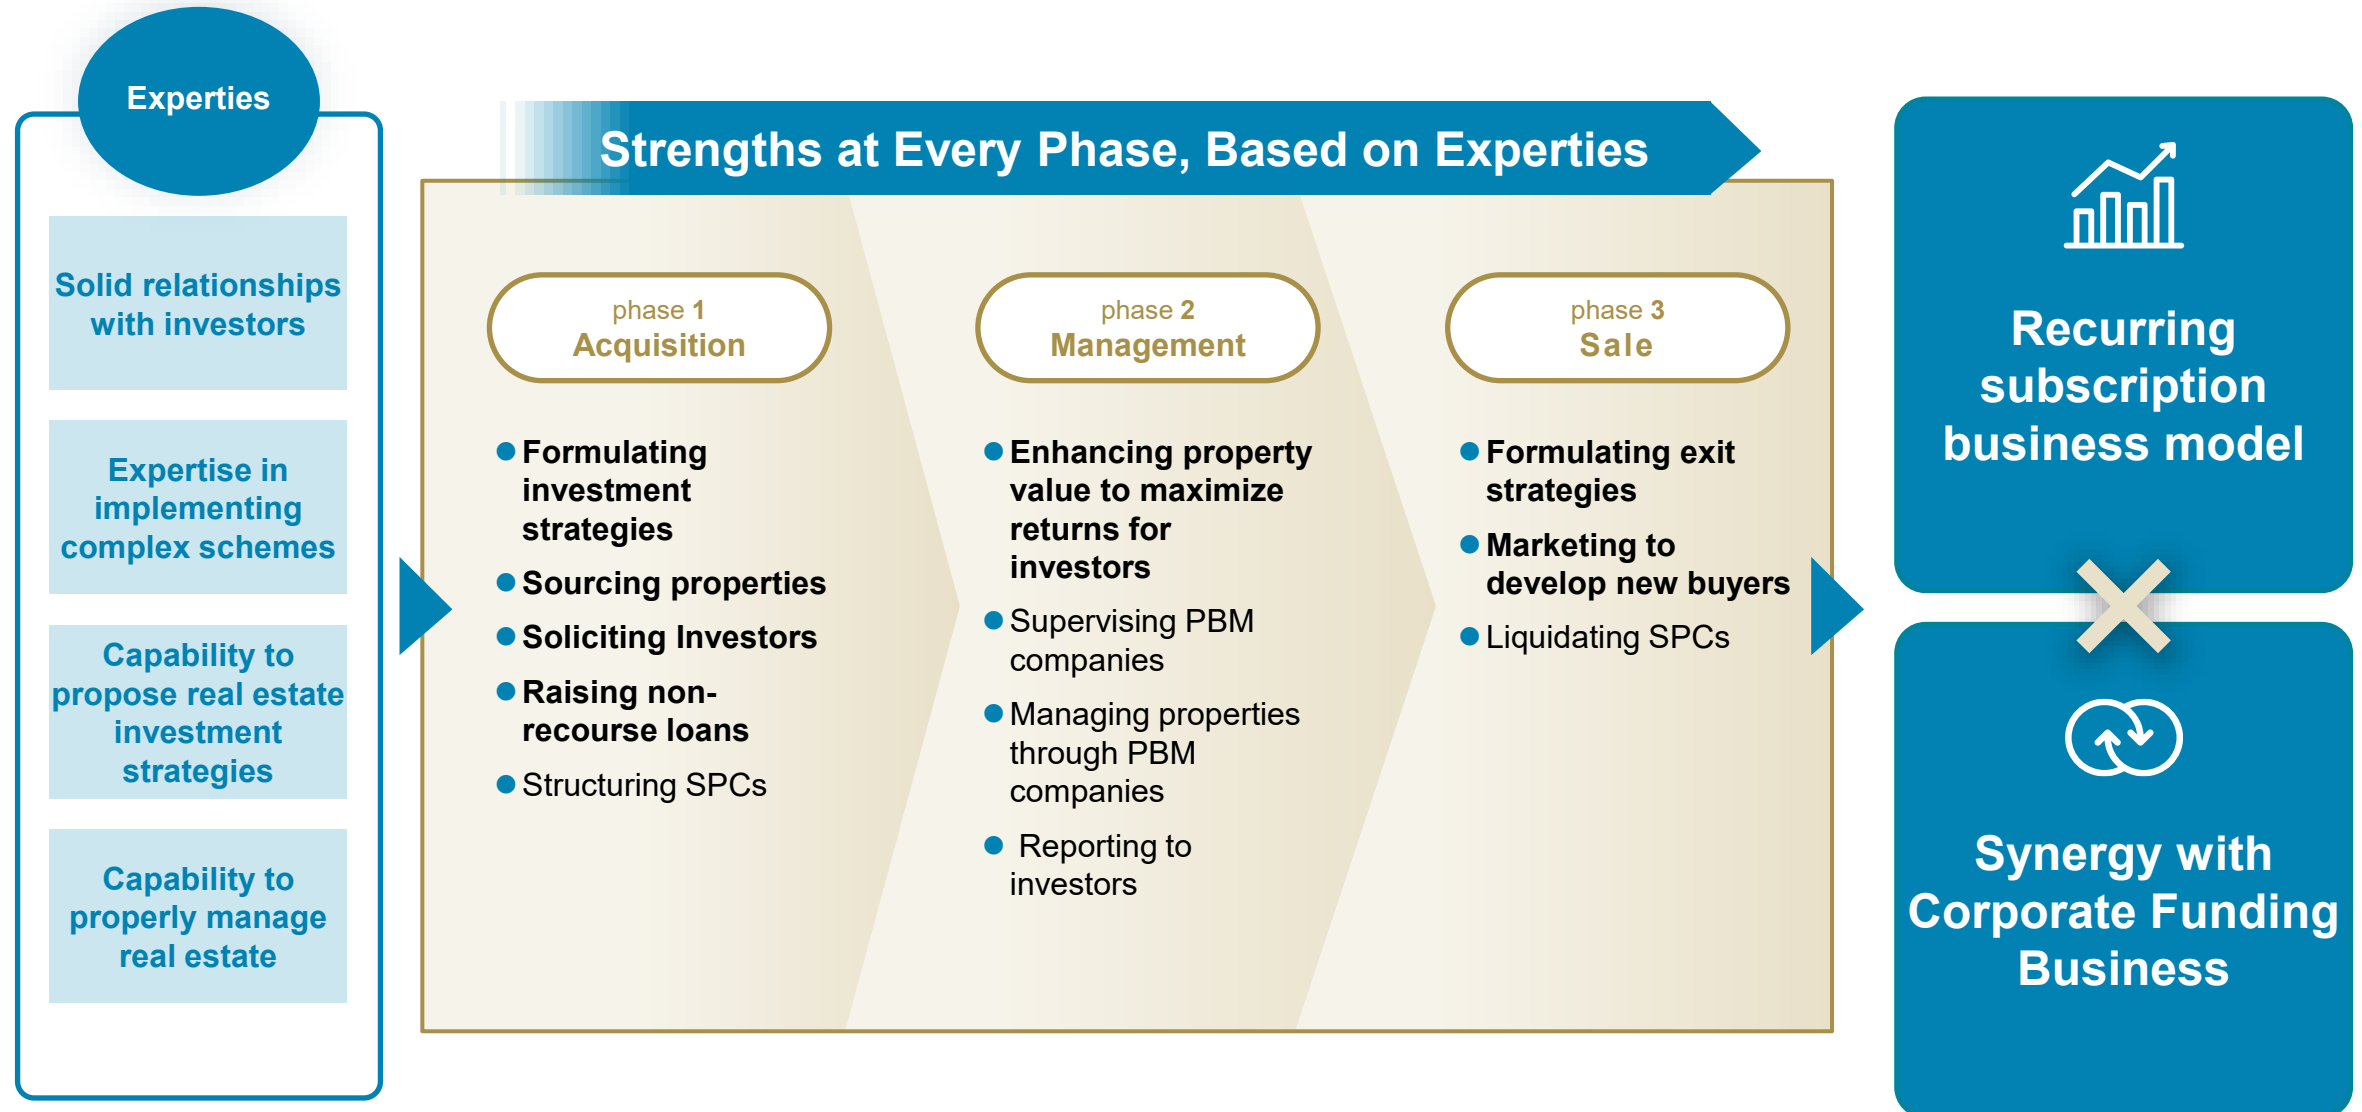 Experties
Solid relationships
with investors
Expertise in
implementing
complex schemes
Capability to
propose real estate
investment
strategies
Capability to
properly manage
real estate
Strengths at Every Phase, Based on Experties
phase 1
Acquisition
● Formulating
investment
strategies
● Sourcing properties
● Soliciting Investors
● Raising non-
recourse loans
● Structuring SPCs
phase 2
Management
● Enhancing property
value to maximize
returns for
investors
● Supervising PBM
companies
● Managing properties
through PBM
companies
● Reporting to
investors
phase 3
Sale
● Formulating exit
strategies
● Marketing to
develop new buyers
● Liquidating SPCs
Recurring
subscription
business model
Synergy with
Corporate Funding
Business